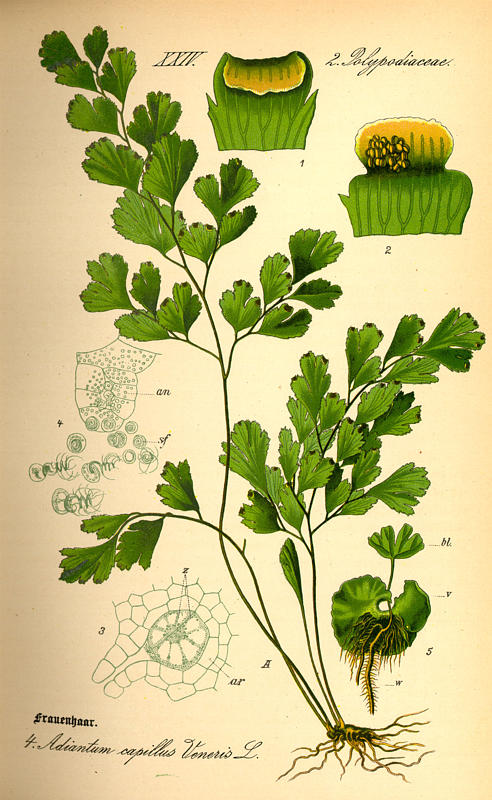 XXIV.
2. Polypodiaceae.
1
2
an
4
sf
bl.
z
v
3
5
A
ar
w
Frauenhaar.
4. Adiantum capillus Veneris L.